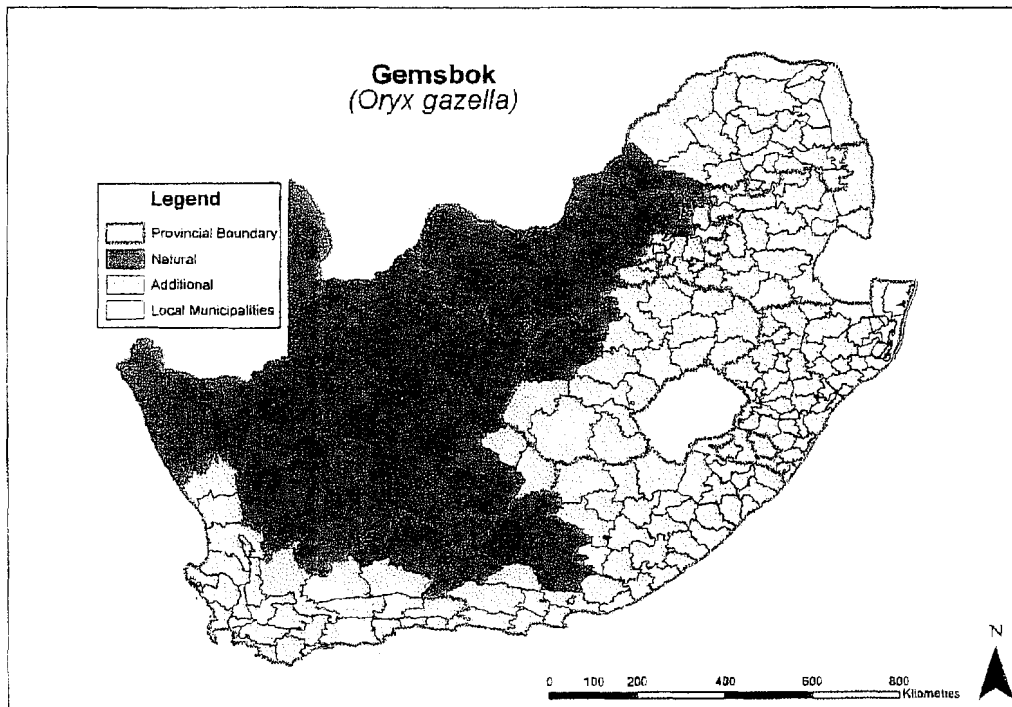 Gemsbok
(Oryx gazella)
Legend
Provincial Boundary
Natural
Additional
Local Municipalities
N
0 100 200 400 600 800
Kilometres